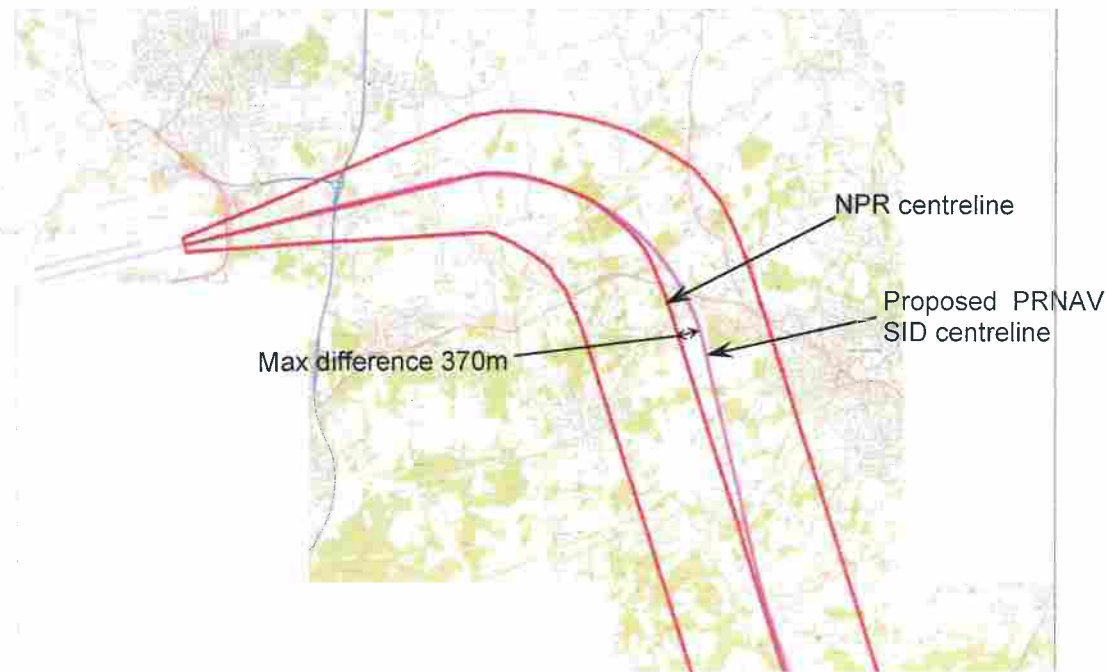 NPR centreline
Proposed PRNAV
SID centreline
Max difference 370m